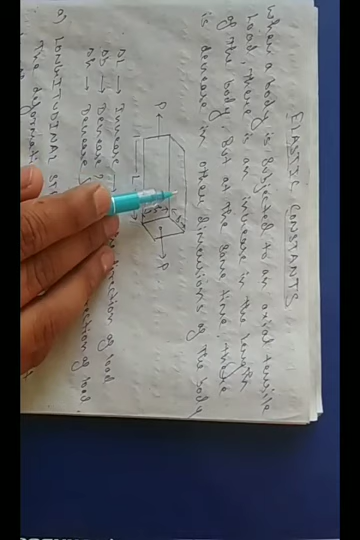 ELASTIC CONSTANTS
When a body is subjected to an axial tensile
load, there is an increase in the length
of the body. But at the same time, there
is decrease in other dimensions of the body
P
P
L
δl → Increase
→ Decrease
→ Decrease
direction of load
direction of load
a) LONGITUDINAL
The deformation